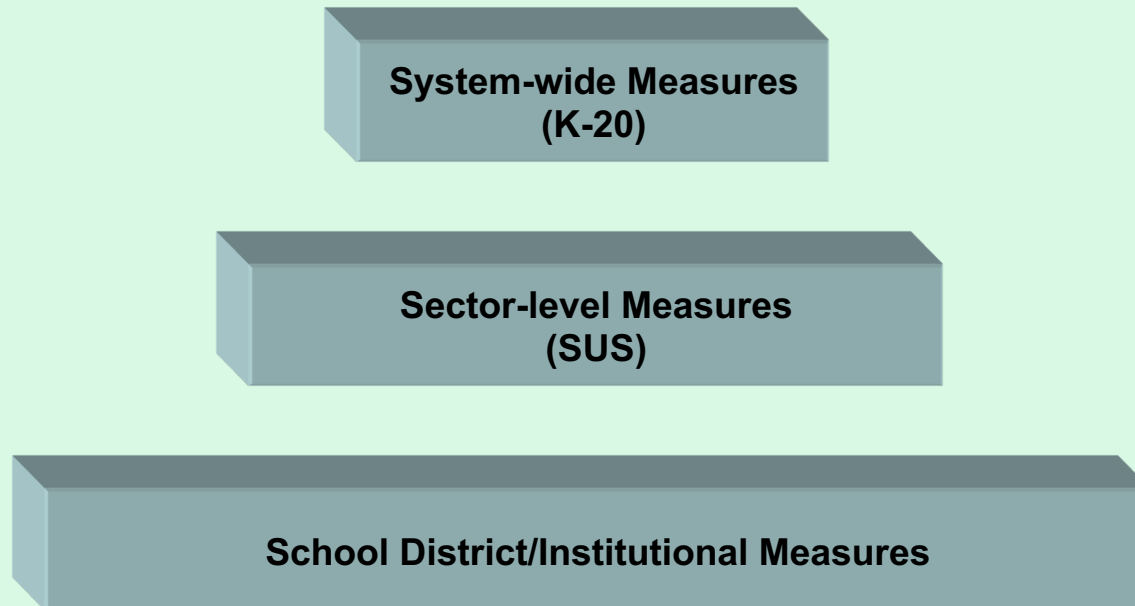 System-wide Measures
(K-20)
Sector-level Measures
(SUS)
School District/Institutional Measures